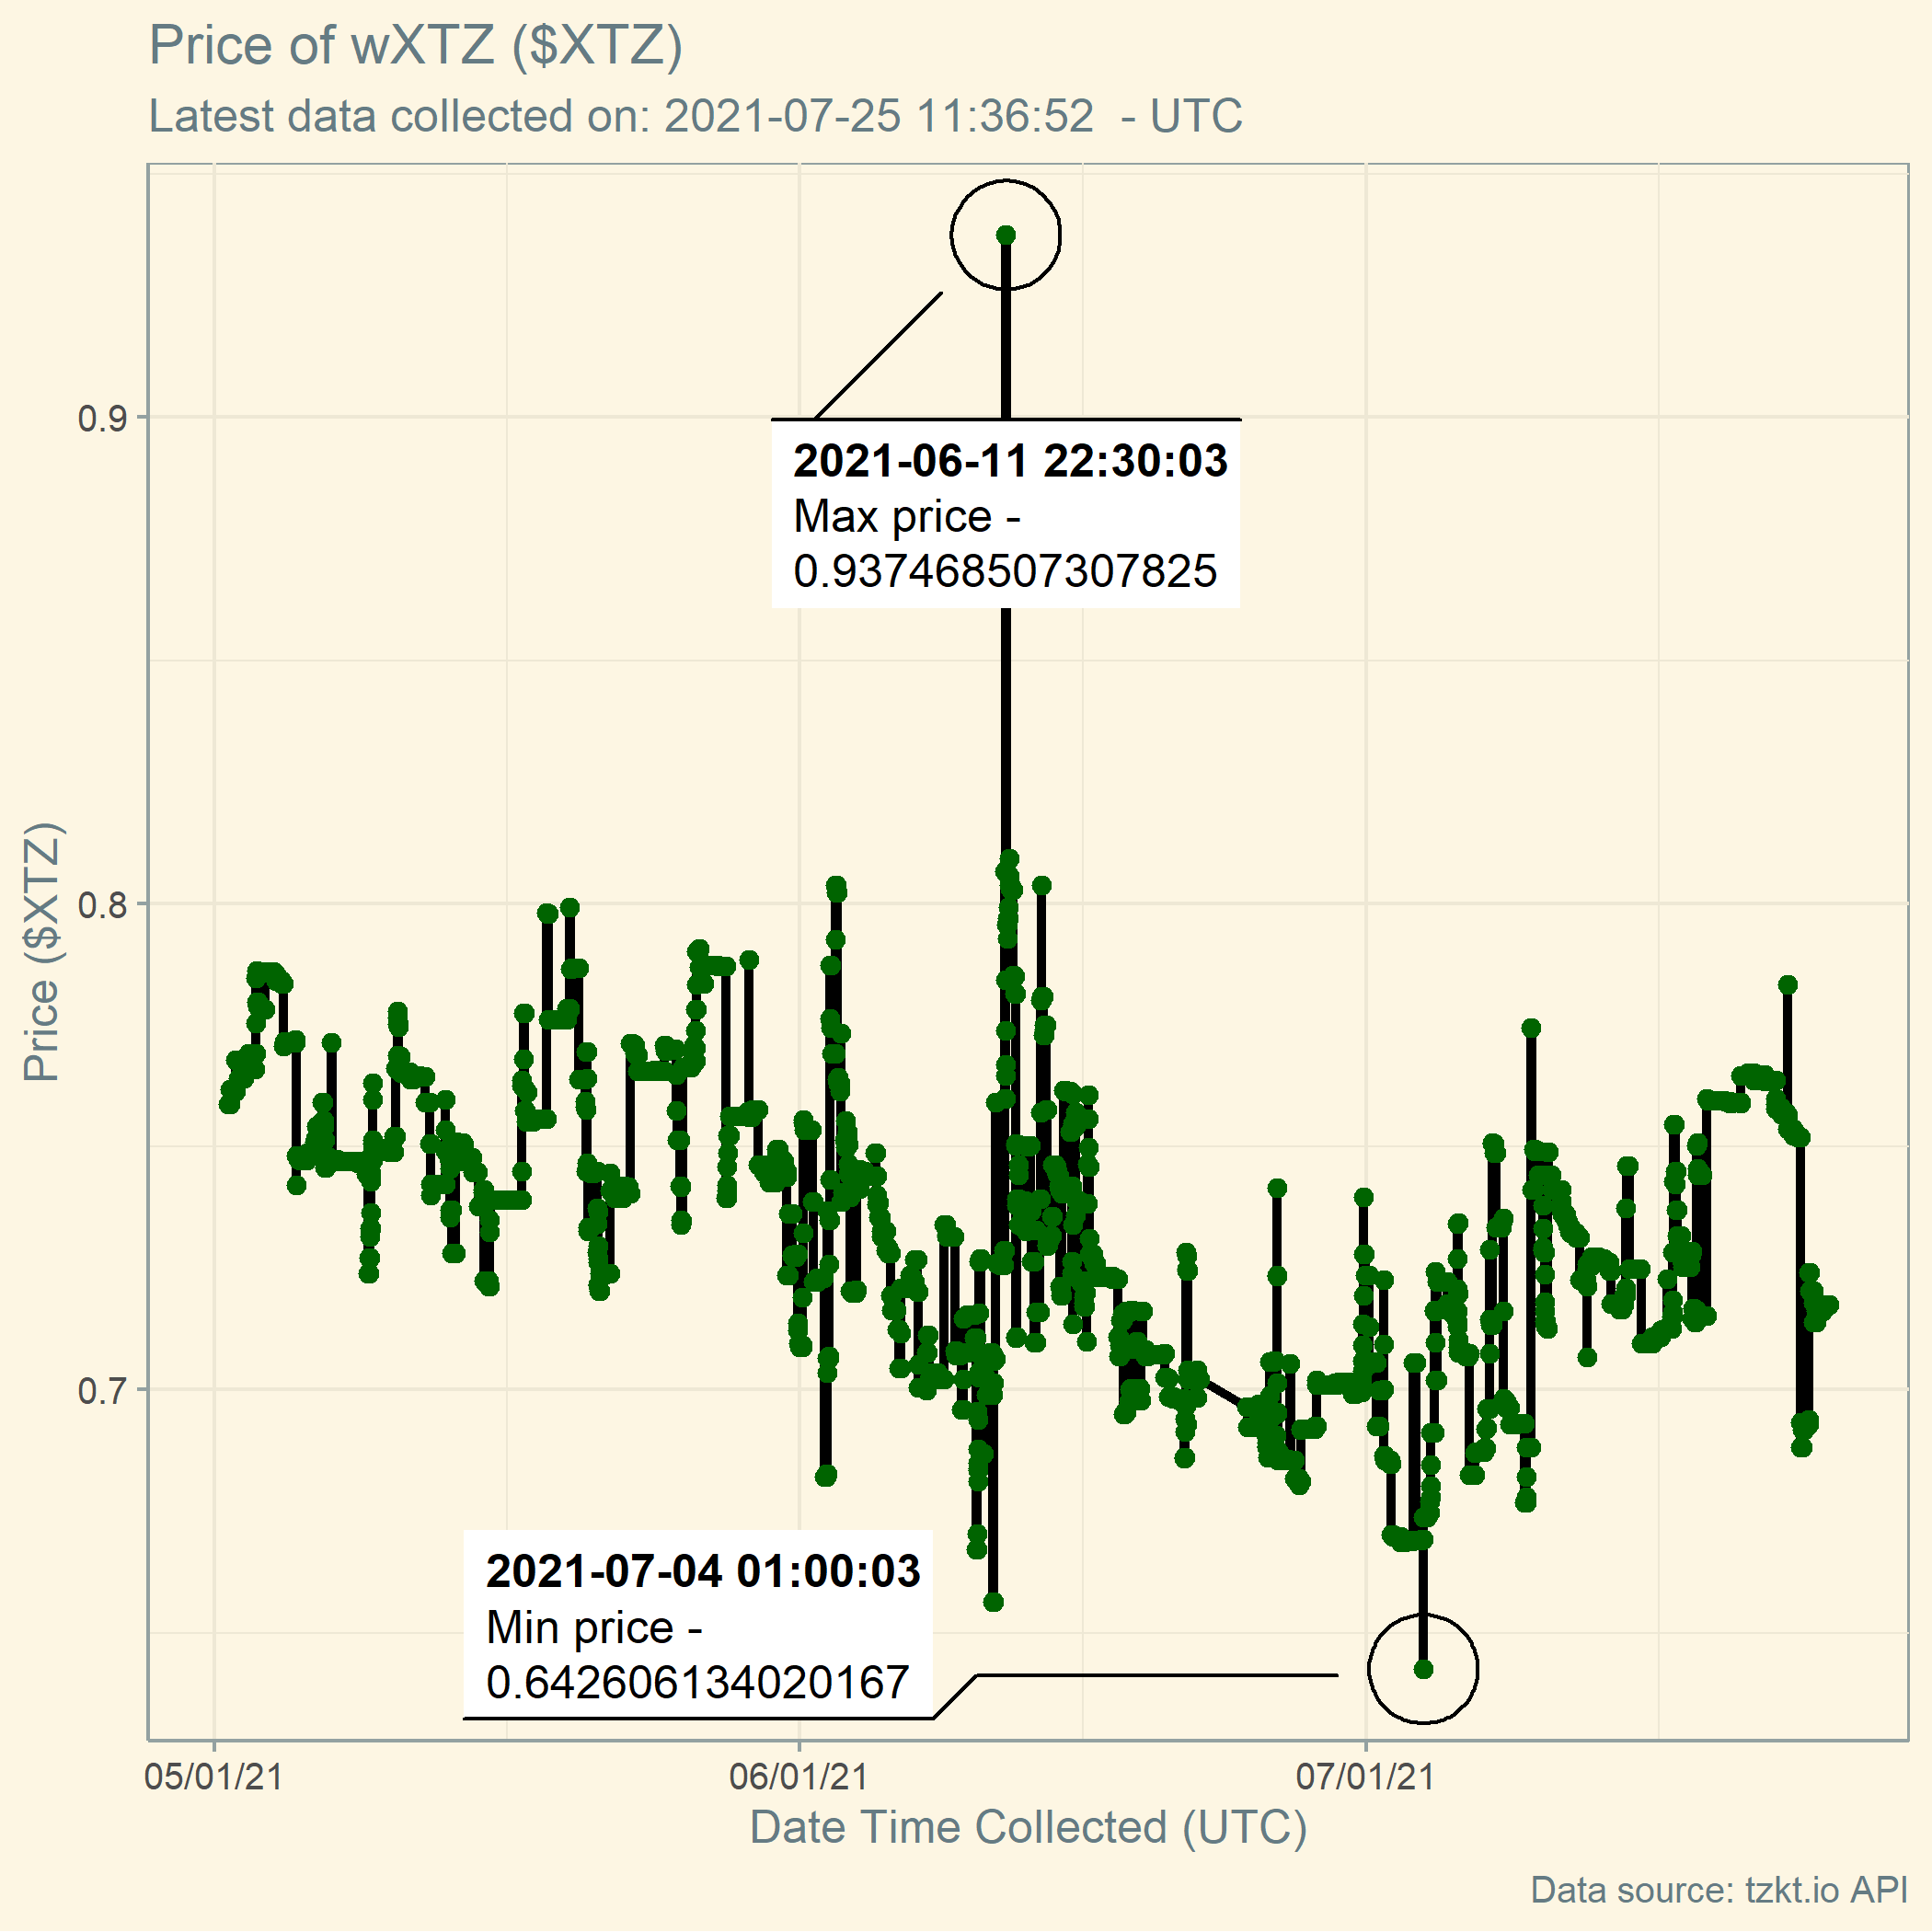 Price of wXTZ ($XTZ)
Latest data collected on: 2021-07-25 11:36:52  - UTC
2021-06-11 22:30:03
Max price -
0.937468507307825
0.9
0.8
0.7
Price ($XTZ)
2021-07-04 01:00:03
Min price -
0.642606134020167
05/01/21
06/01/21
07/01/21
Date Time Collected (UTC)
Data source: tzkt.io API